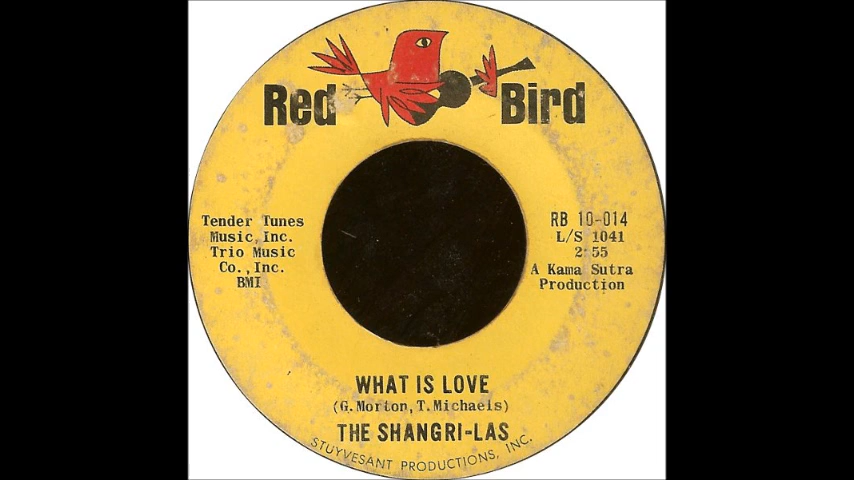 Red Bird
Tender Tunes
Music, Inc.
Trio Music
Co., Inc.
BMI
RB 10-014
L/S 1041
2:55
A Kama Sutra
Production
WHAT IS LOVE
(G. Morton, T. Michaels)
THE SHANGRI-LAS
STUYVESANT PRODUCTIONS, INC.